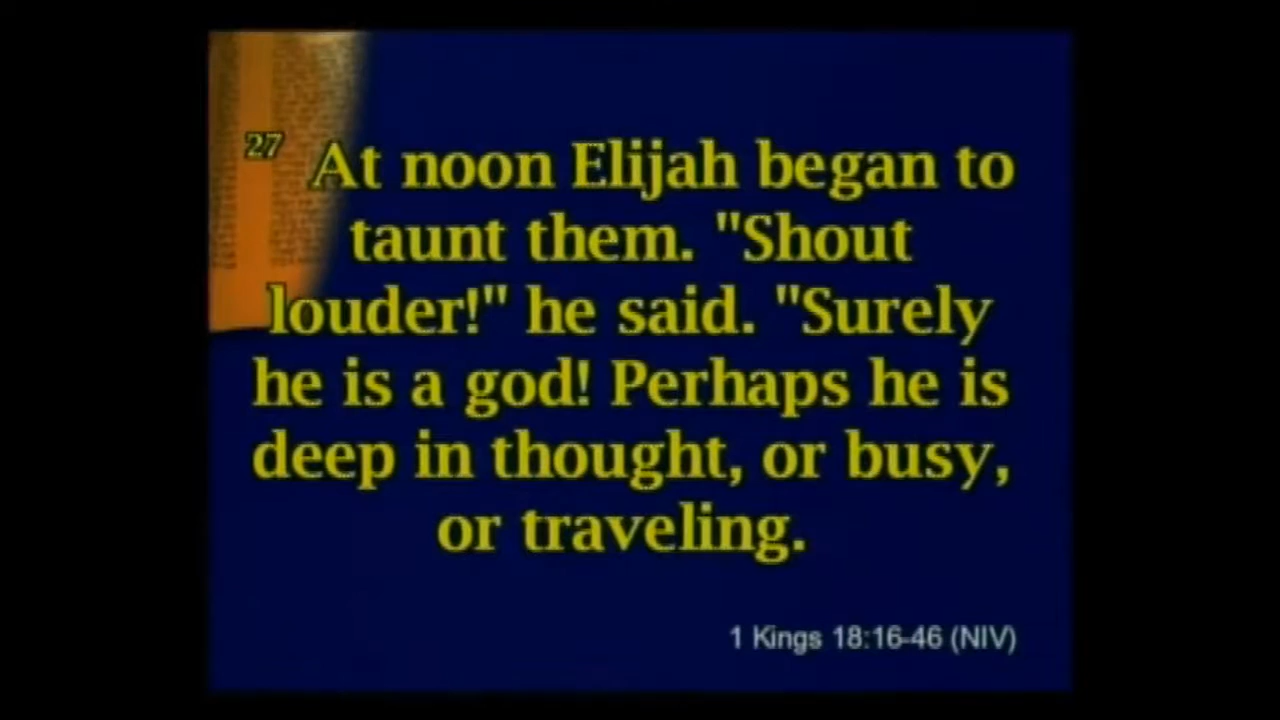 27 At noon Elijah began to
taunt them. "Shout
louder!" he said. "Surely
he is a god! Perhaps he is
deep in thought, or busy,
or traveling.
1 Kings 18:16-46 (NIV)